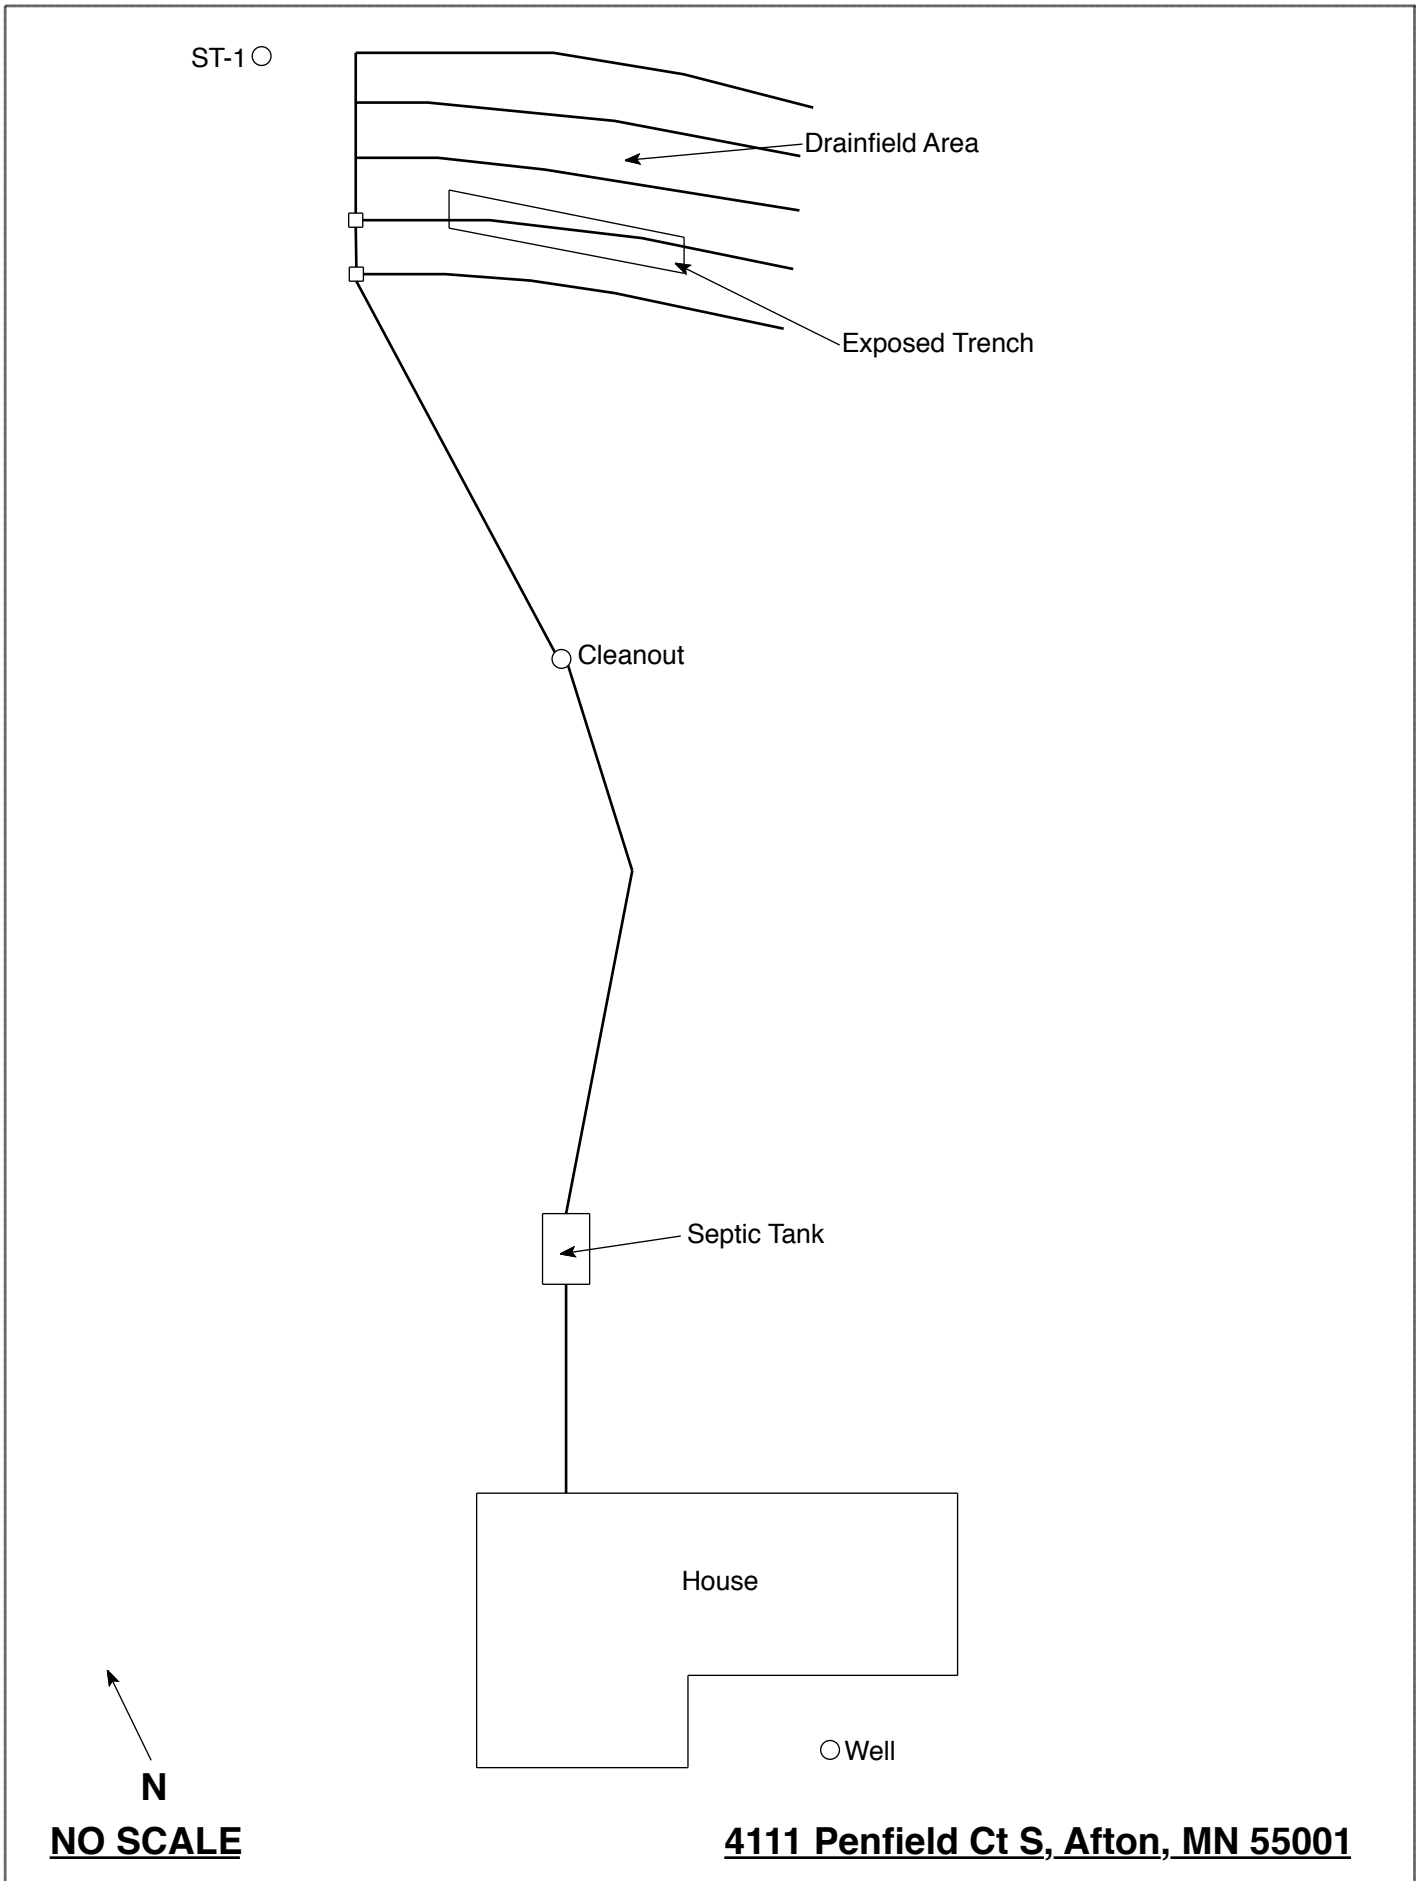 ST-1
Drainfield Area
Exposed Trench
Cleanout
Septic Tank
House
Well
N
NO SCALE
4111 Penfield Ct S, Afton, MN 55001